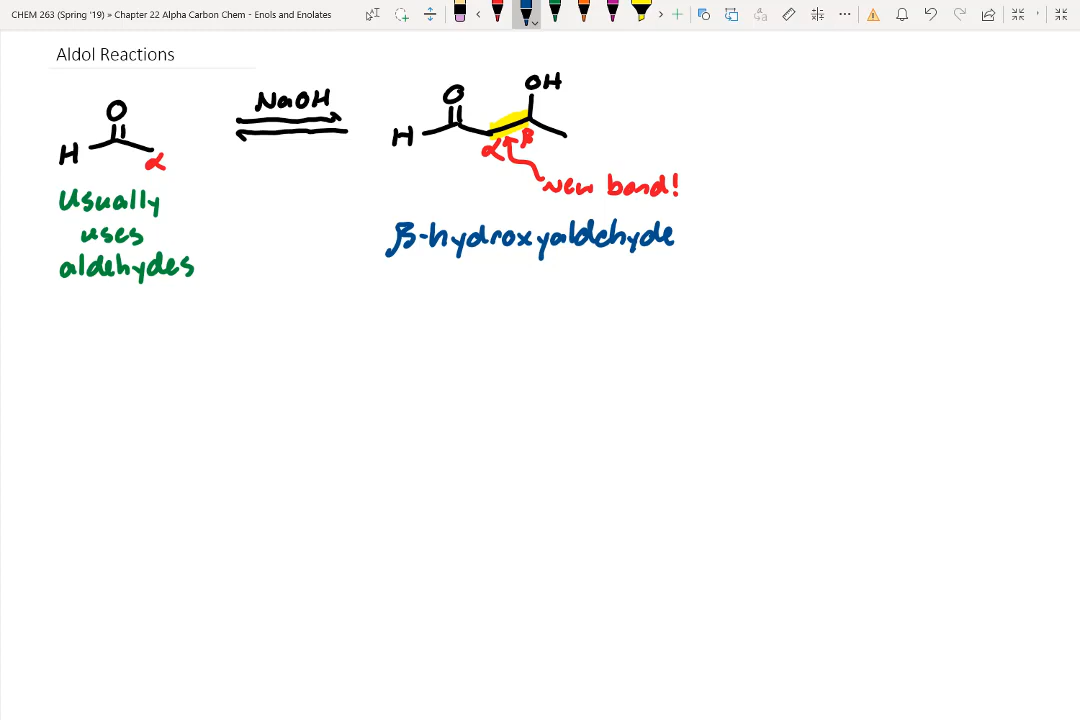 CHEM 263 (Spring '19) » Chapter 22 Alpha Carbon Chem - Enols and Enolates
Aldol Reactions
O
H
α
NaOH
O
OH
H
α
β
New bond!
Usually
uses
aldehydes
β-hydroxyaldehyde